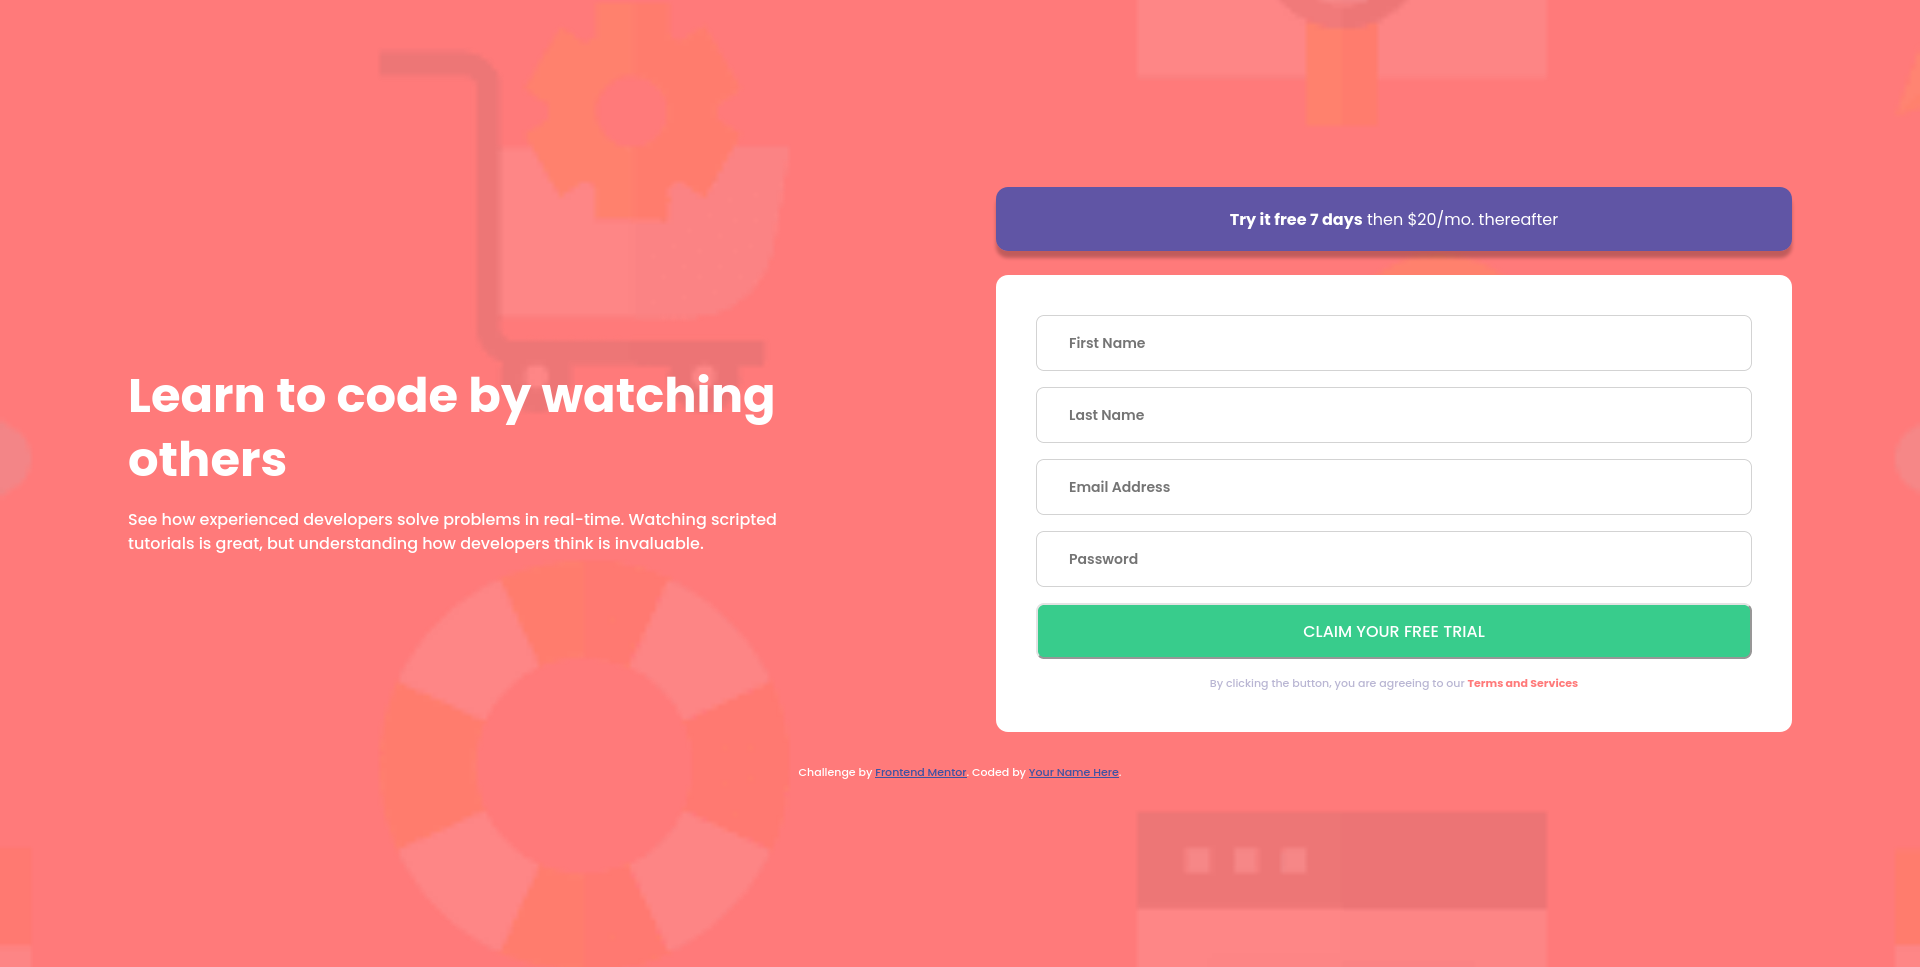 Learn to code by watching
others
See how experienced developers solve problems in real-time. Watching scripted
tutorials is great, but understanding how developers think is invaluable.
Try it free 7 days then $20/mo. thereafter
First Name
Last Name
Email Address
Password
CLAIM YOUR FREE TRIAL
By clicking the button, you are agreeing to our Terms and Services
Challenge by Frontend Mentor. Coded by Your Name Here.